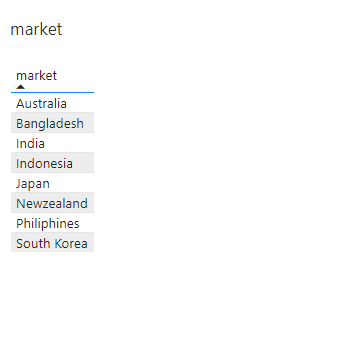 market
market
Australia
Bangladesh
India
Indonesia
Japan
Newzealand
Philiphines
South Korea